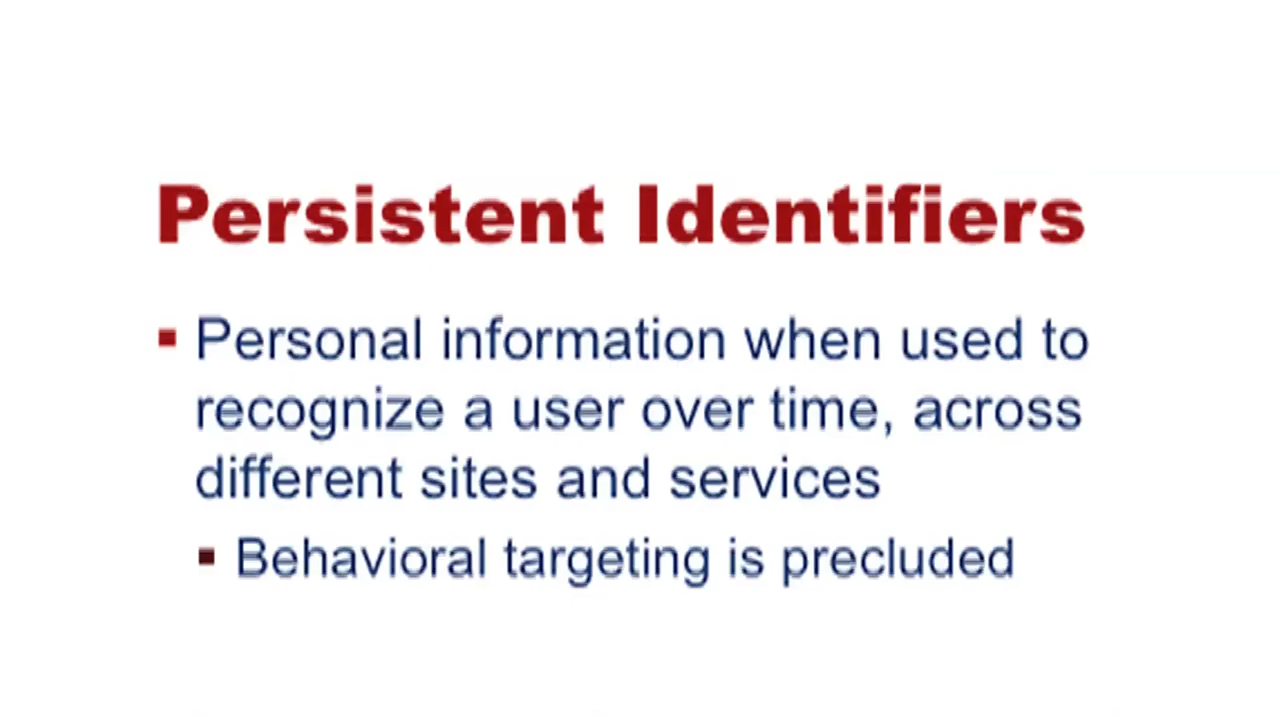 Persistent Identifiers
Personal information when used to
recognize a user over time, across
different sites and services
Behavioral targeting is precluded